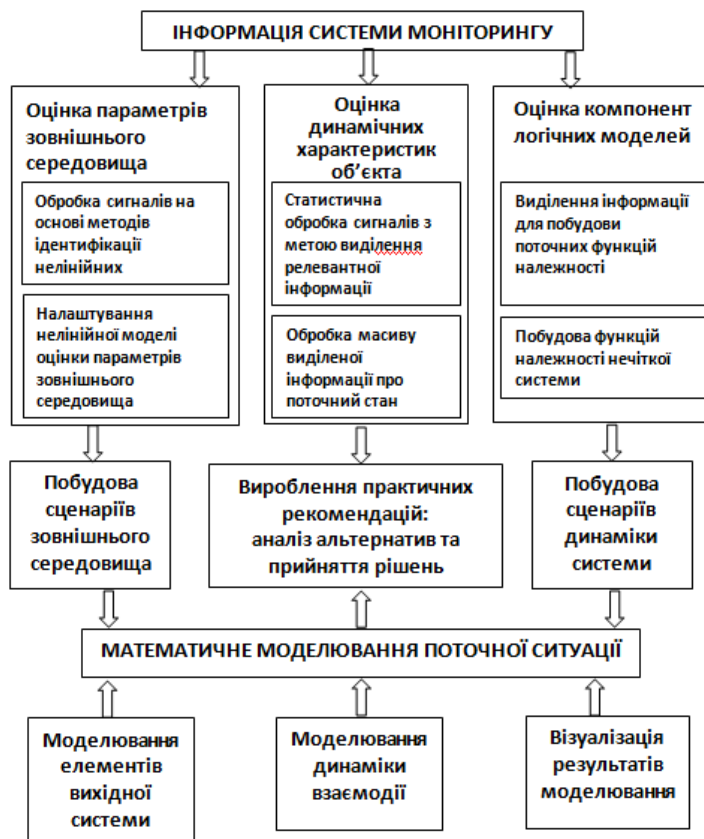 ІНФОРМАЦІЯ СИСТЕМИ МОНІТОРИНГУ
Оцінка параметрів
зовнішнього
середовища
Обробка сигналів на
основі методів
ідентифікації
нелінійних
Налаштування
нелінійної моделі
оцінки параметрів
зовнішнього
середовища
Оцінка
динамічних
характеристик
об’єкта
Статистична
обробка сигналів з
метою виділення
релевантної
інформації
Обробка масиву
виділеної
інформації про
поточний стан
Оцінка компонент
логічних моделей
Виділення інформації
для побудови
поточних функцій
належності
Побудова функцій
належності нечіткої
системи
Побудова
сценаріїв
зовнішнього
середовища
Вироблення практичних
рекомендацій:
аналіз альтернатив та
прийняття рішень
Побудова
сценаріїв
динаміки
системи
МАТЕМАТИЧНЕ МОДЕЛЮВАННЯ ПОТОЧНОЇ СИТУАЦІЇ
Моделювання
елементів
вихідної
системи
Моделювання
динаміки
взаємодії
Візуалізація
результатів
моделювання